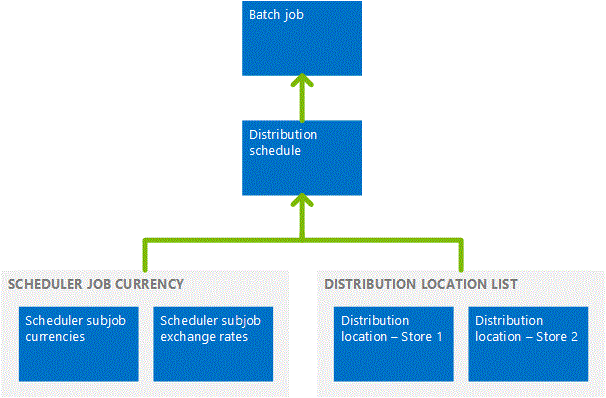 Batch job
Distribution
schedule
SCHEDULER JOB CURRENCY
Scheduler subjob
currencies
Scheduler subjob
exchange rates
DISTRIBUTION LOCATION LIST
Distribution
location – Store 1
Distribution
location – Store 2